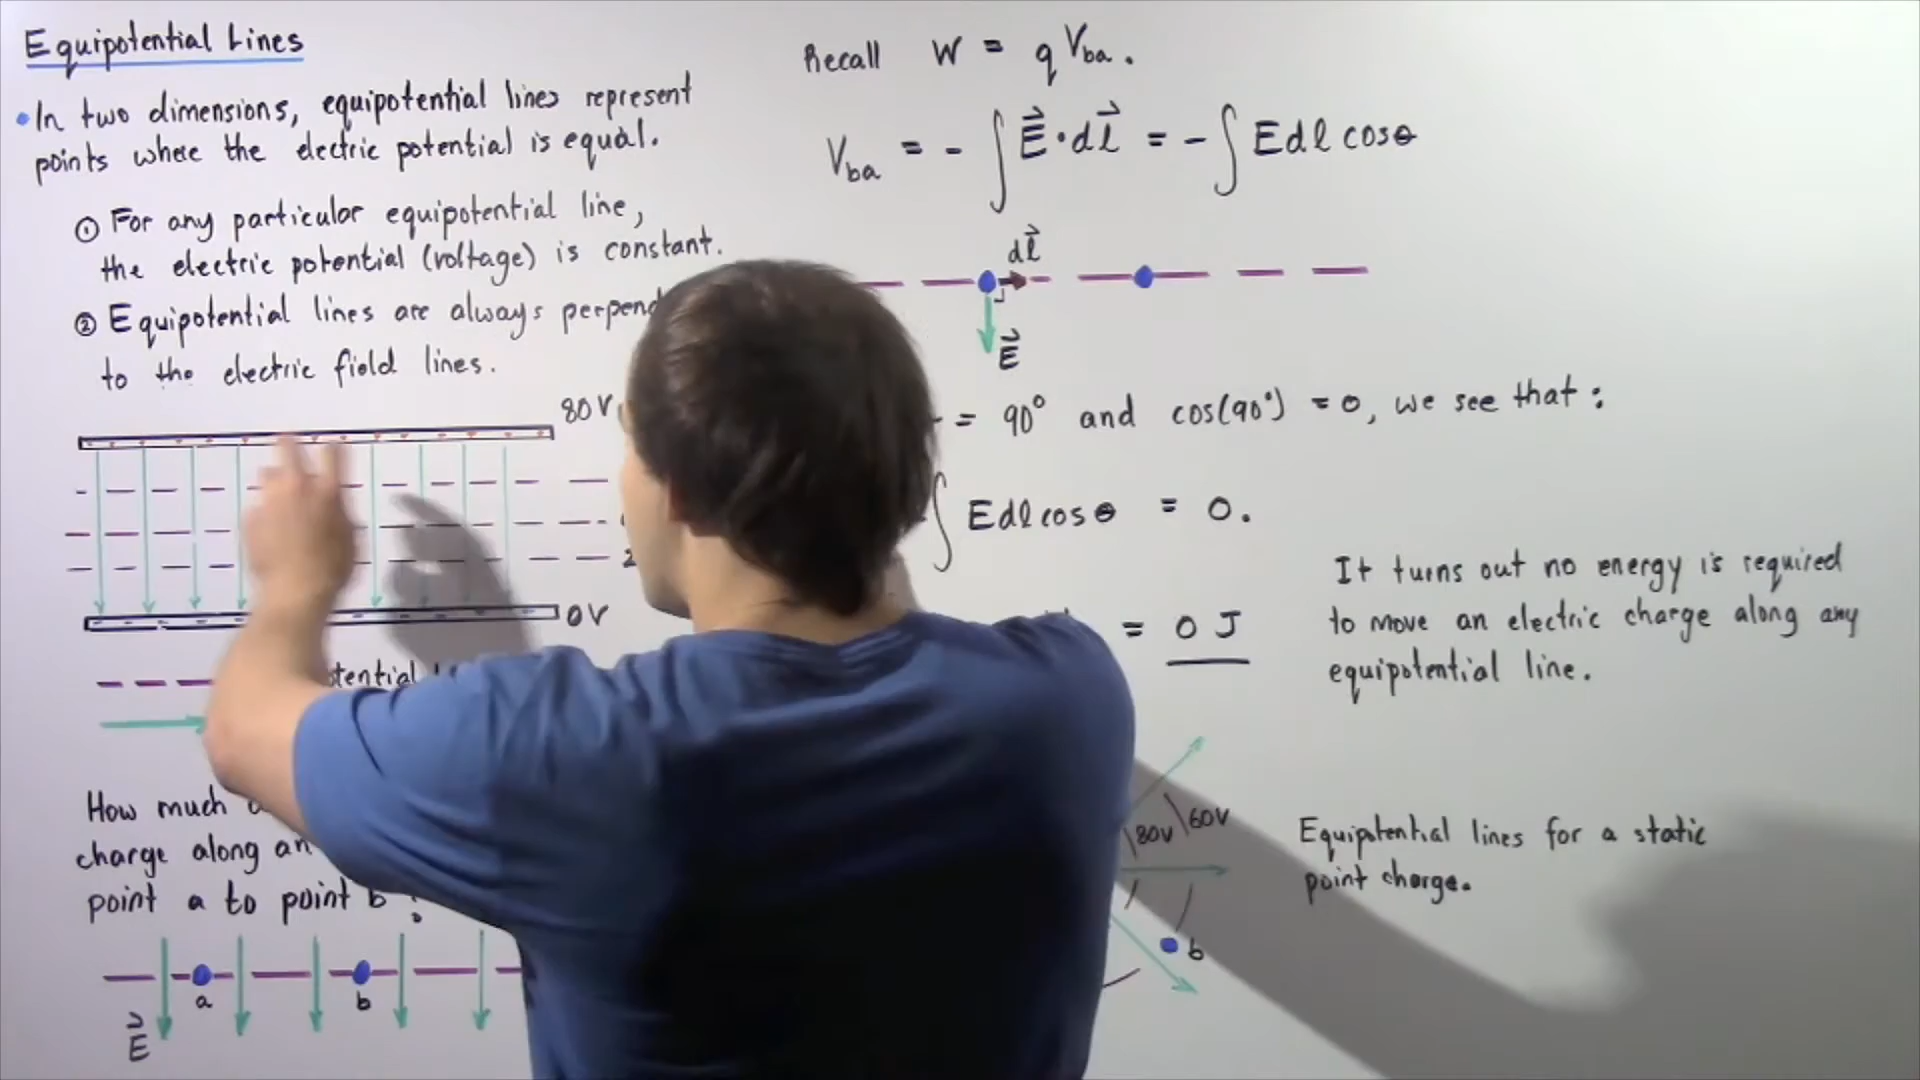 Equipotential Lines
• In two dimensions, equipotential lines represent
points where the electric potential is equal.
① For any particular equipotential line,
the electric potential (voltage) is constant.
② Equipotential lines are always perpend
to the electric field lines.
80V
0V
How much
charge along an
point a to point b ?
a
b
E⃗
Recall W = qVba.
Vba = - ∫ E⃗ · dl⃗ = - ∫ E dl cosθ
dl⃗
E⃗
= 90° and cos(90°) = 0, we see that:
∫ E dl cosθ = 0.
= 0 J
It turns out no energy is required
to move an electric charge along any
equipotential line.
80V
60V
b
Equipotential lines for a static
point charge.